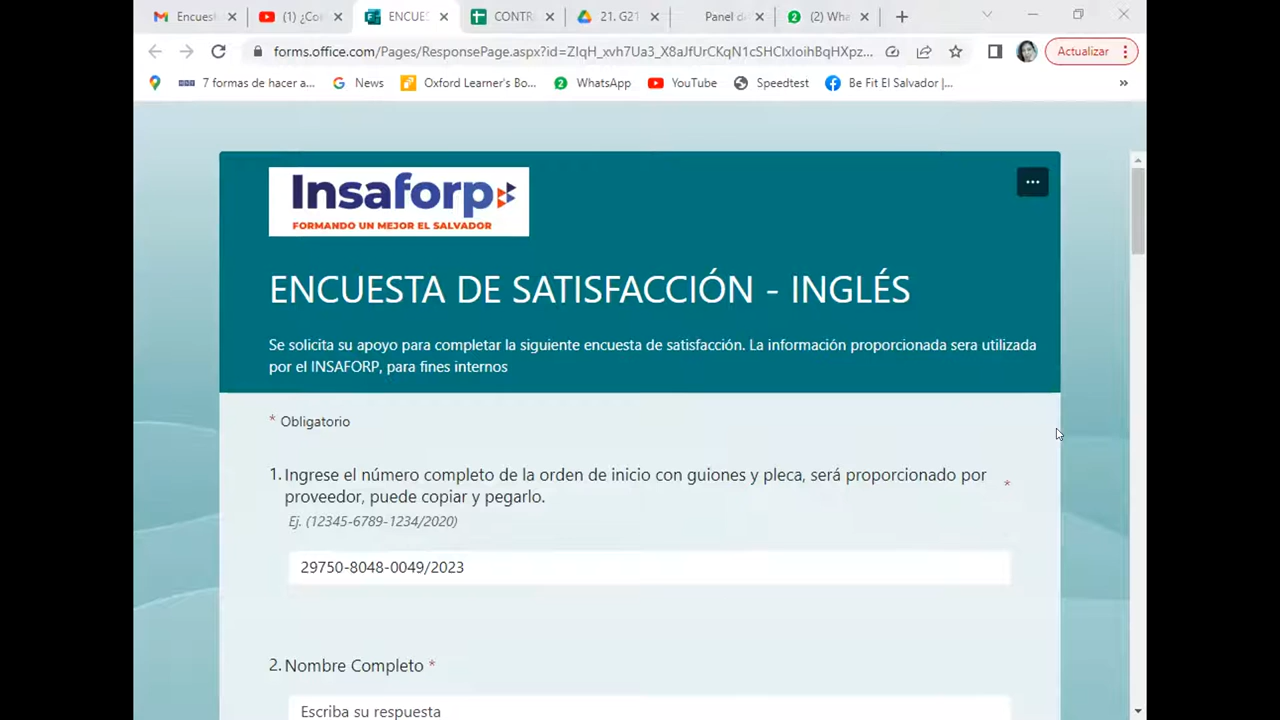 Encues
(1) ¿Co
ENCUES
CONTR
21. G21
Panel d
(2) Wha
forms.office.com/Pages/ResponsePage.aspx?id=ZIqH_xvh7Ua3_X8aJfUrCKqN1cSHClxIoihBqHXpz...
Actualizar
7 formas de hacer a...
News
Oxford Learner's Bo...
2
WhatsApp
YouTube
Speedtest
Be Fit El Salvador |...
»
Insaforp
FORMANDO UN MEJOR EL SALVADOR
...
ENCUESTA DE SATISFACCIÓN - INGLÉS
Se solicita su apoyo para completar la siguiente encuesta de satisfacción. La información proporcionada sera utilizada
por el INSAFORP, para fines internos
* Obligatorio
1. Ingrese el número completo de la orden de inicio con guiones y pleca, será proporcionado por
proveedor, puede copiar y pegarlo. *
Ej. (12345-6789-1234/2020)
29750-8048-0049/2023
2. Nombre Completo *
Escriba su respuesta